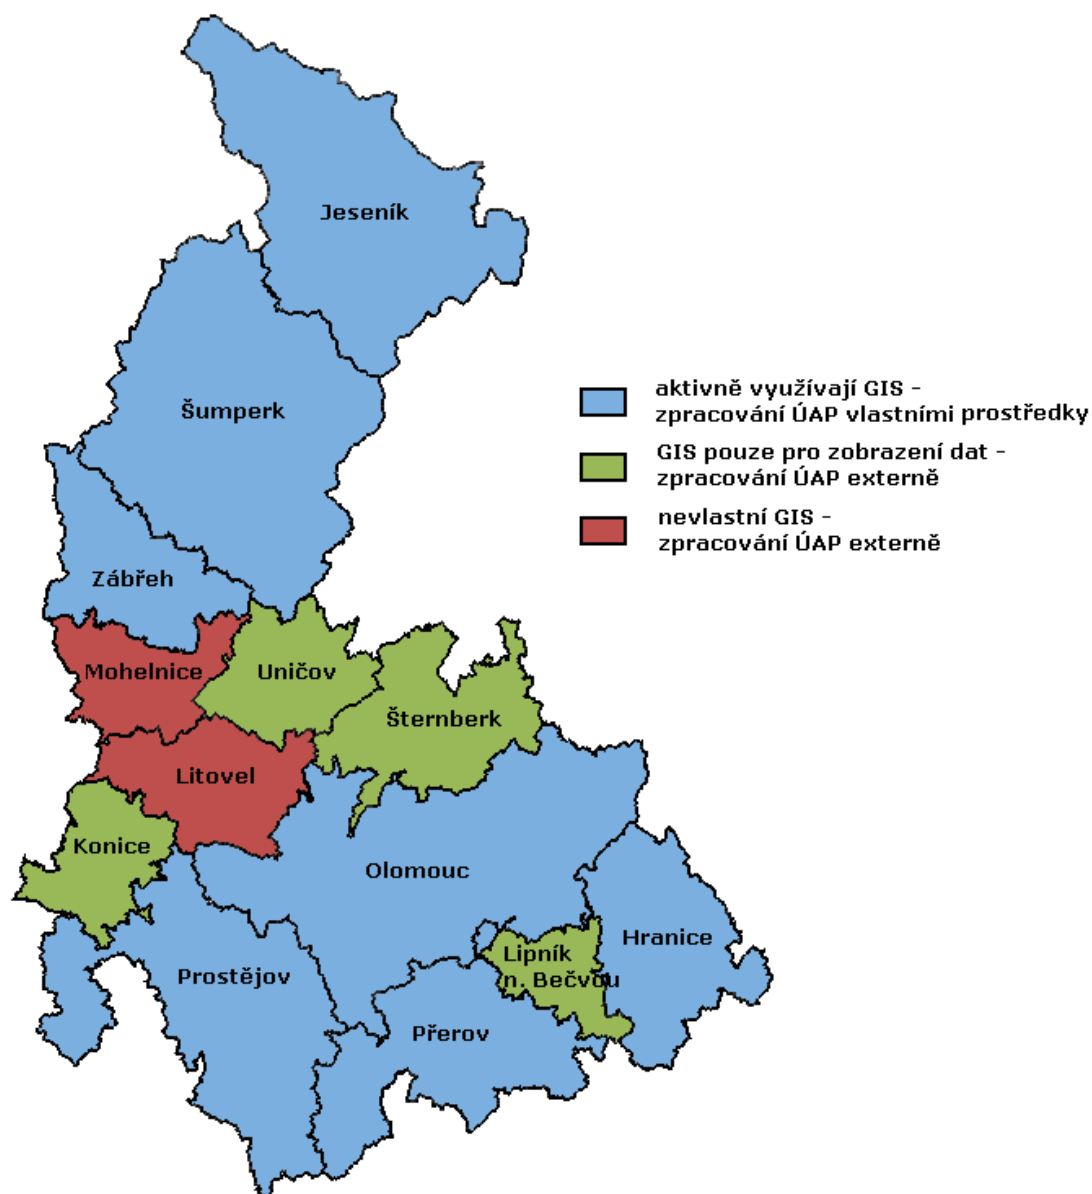 Jeseník
Šumperk
aktivně využívají GIS -
zpracování ÚAP vlastními prostředky
GIS pouze pro zobrazení dat -
zpracování ÚAP externě
nevlastní GIS -
zpracování ÚAP externě
Zábřeh
Mohelnice
Uničov
Šternberk
Litovel
Konice
Olomouc
Hranice
Lipník
n. Bečvou
Prostějov
Přerov